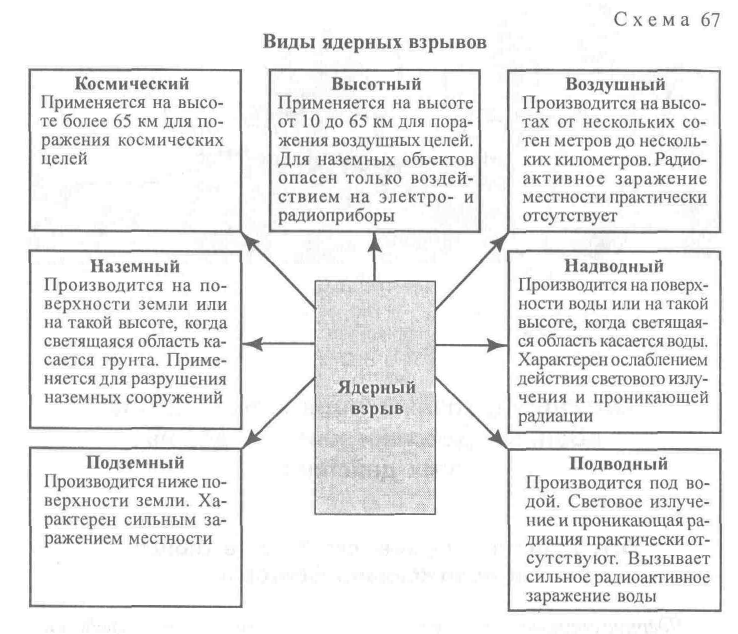 Схема 67
Виды ядерных взрывов
Космический
Применяется на высо-
те более 65 км для по-
ражения космических
целей
Высотный
Применяется на высоте
от 10 до 65 км для пора-
жения воздушных целей.
Для наземных объектов
опасен только воздей-
ствием на электро- и
радиоприборы
Воздушный
Производится на высо-
тах от нескольких со-
тен метров до несколь-
ких километров. Радио-
активное заражение
местности практически
отсутствует
Наземный
Производится на по-
верхности земли или
на такой высоте, когда
светящаяся область ка-
сается грунта. Приме-
няется для разрушения
наземных сооружений
Ядерный
взрыв
Надводный
Производится на поверх-
ности воды или на такой
высоте, когда светящая-
ся область касается воды.
Характерен ослаблением
действия светового излу-
чения и проникающей
радиации
Подземный
Производится ниже по-
верхности земли. Ха-
рактерен сильным за-
ражением местности
Подводный
Производится под во-
дой. Световое излуче-
ние и проникающая ра-
диация практически от-
сутствуют. Вызывает
сильное радиоактивное
заражение воды